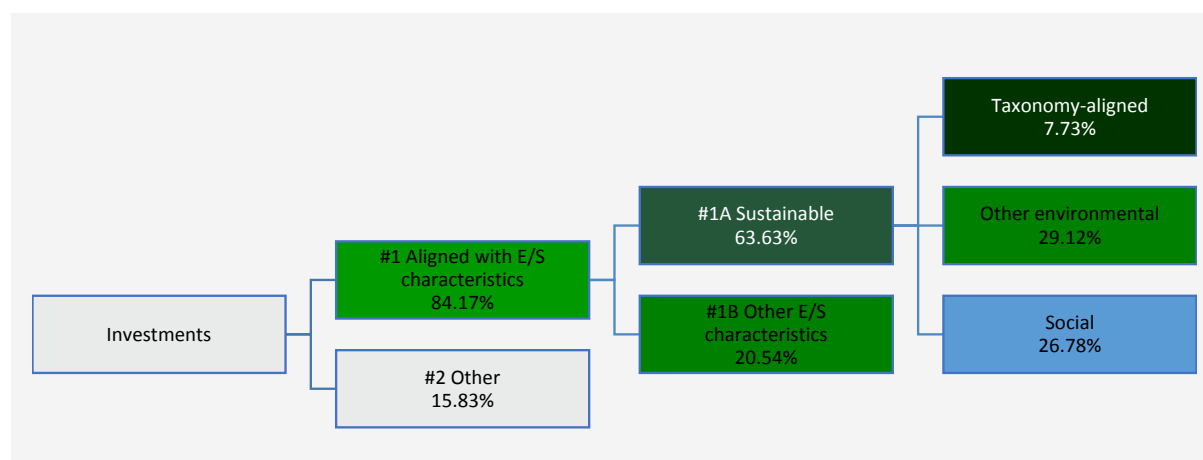 Investments
#1 Aligned with E/S
characteristics
84.17%
#2 Other
15.83%
#1A Sustainable
63.63%
#1B Other E/S
characteristics
20.54%
Taxonomy-aligned
7.73%
Other environmental
29.12%
Social
26.78%